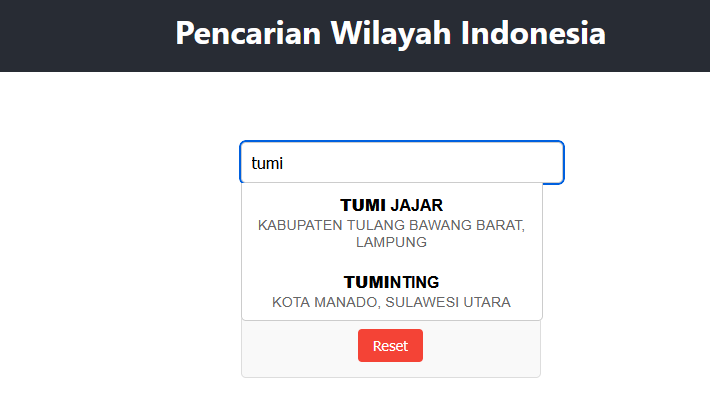 Pencarian Wilayah Indonesia
tumi
TUMI JAJAR
KABUPATEN TULANG BAWANG BARAT,
LAMPUNG
TUMINTING
KOTA MANADO, SULAWESI UTARA
Reset